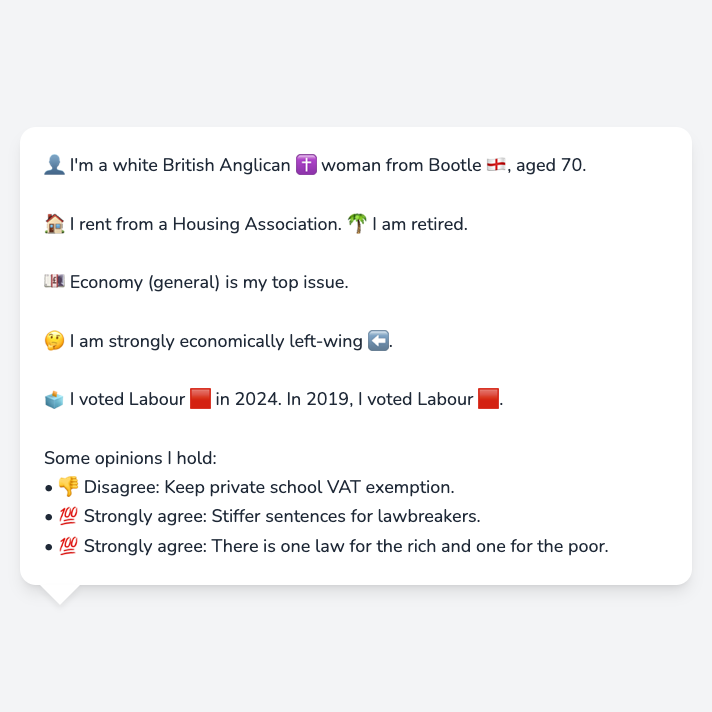 👤 I'm a white British Anglican ✝️ woman from Bootle 🏴󠁧󠁢󠁥󠁮󠁧󠁿, aged 70.
🏠 I rent from a Housing Association. 🌴 I am retired.
💷 Economy (general) is my top issue.
🤔 I am strongly economically left-wing ⬅️.
🗳️ I voted Labour 🟥 in 2024. In 2019, I voted Labour 🟥.
Some opinions I hold:
• 👎 Disagree: Keep private school VAT exemption.
• 💯 Strongly agree: Stiffer sentences for lawbreakers.
• 💯 Strongly agree: There is one law for the rich and one for the poor.